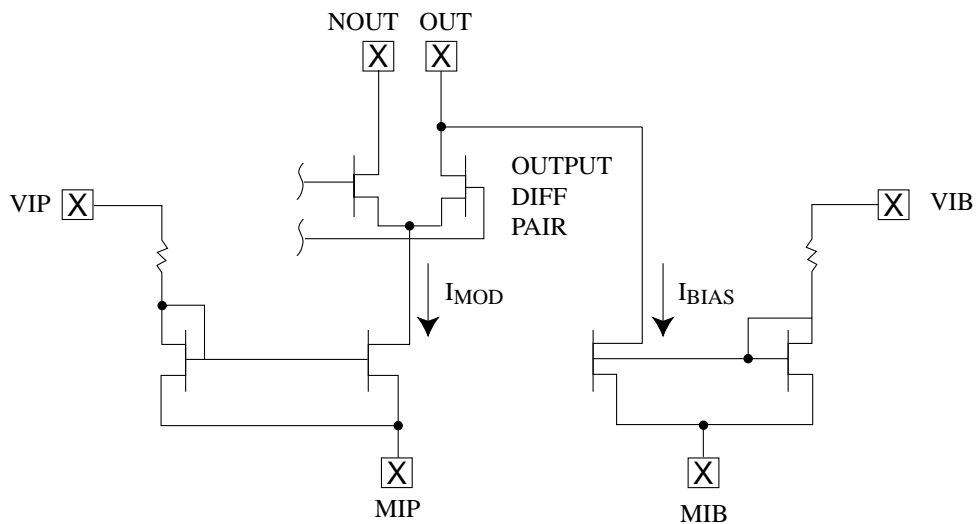 NOUT OUT
X X
OUTPUT
DIFF
PAIR
VIP X
X VIB
I_MOD
I_BIAS
X
MIP
X
MIB